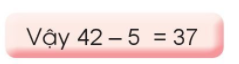 Vậy 42 – 5 = 37